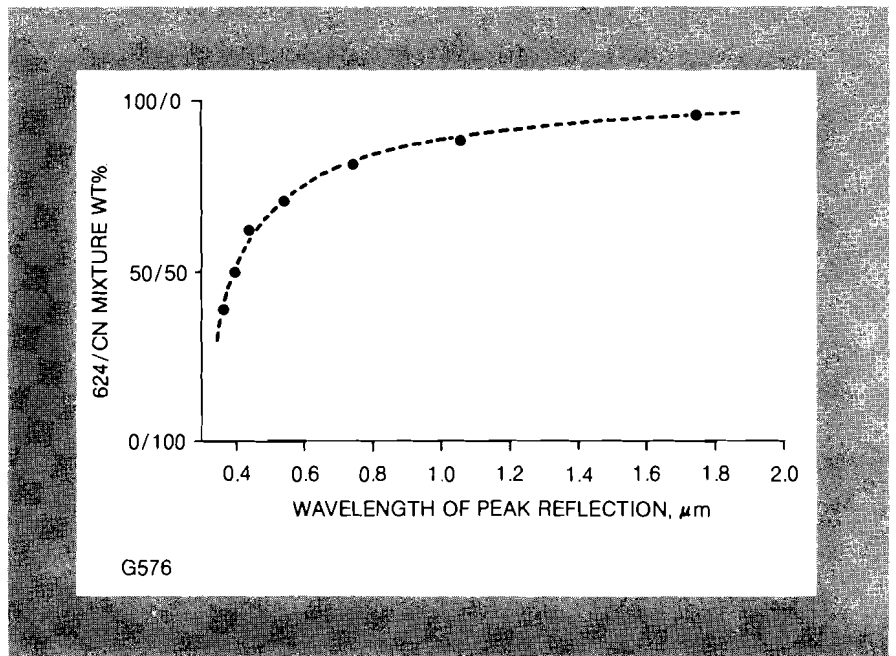 100/0
50/50
0/100
624/CN MIXTURE WT%
0.4 0.6 0.8 1.0 1.2 1.4 1.6 1.8 2.0
WAVELENGTH OF PEAK REFLECTION, μm
G576